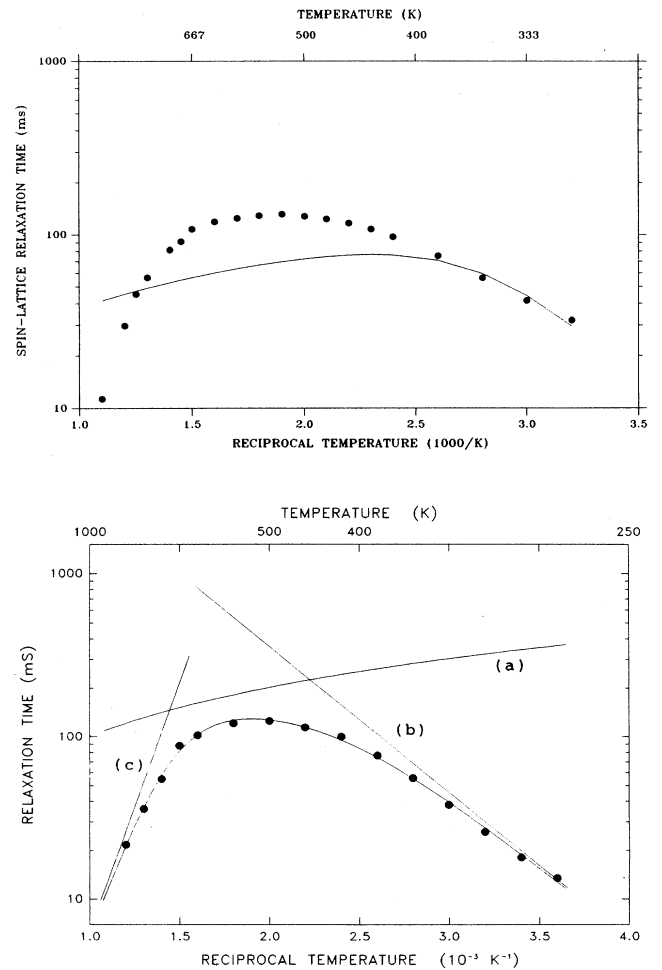 TEMPERATURE (K)
667 500 400 333
1000
100
10
SPIN-LATTICE RELAXATION TIME (ms)
1.0 1.5 2.0 2.5 3.0 3.5
RECIPROCAL TEMPERATURE (1000/K)
TEMPERATURE (K)
1000 500 400 250
1000
100
10
RELAXATION TIME (mS)
(a)
(b)
(c)
1.0 1.5 2.0 2.5 3.0 3.5 4.0
RECIPROCAL TEMPERATURE (10⁻³ K⁻¹)